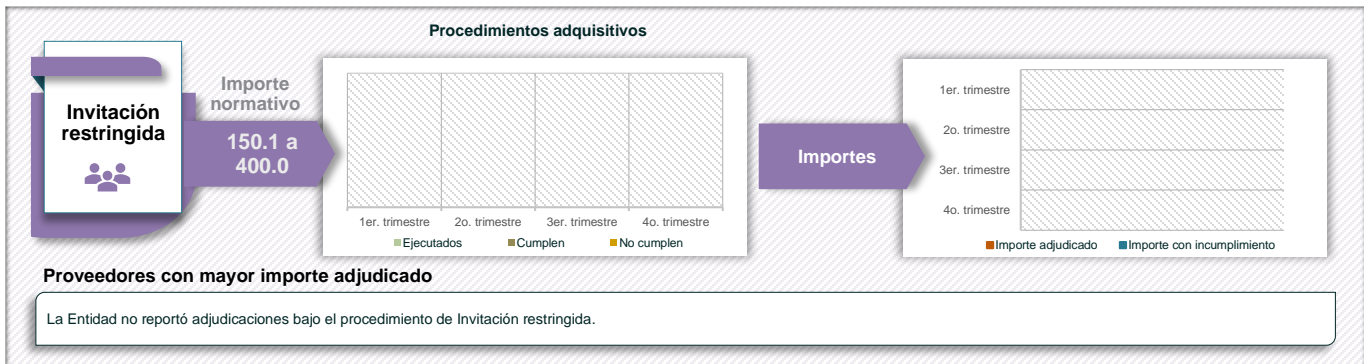 Procedimientos adquisitivos
Invitación
restringida
Importe
normativo
150.1 a
400.0
1er. trimestre
2o. trimestre
3er. trimestre
4o. trimestre
Ejecutados
Cumplen
No cumplen
Importes
1er. trimestre
2o. trimestre
3er. trimestre
4o. trimestre
Importe adjudicado
Importe con incumplimiento
Proveedores con mayor importe adjudicado
La Entidad no reportó adjudicaciones bajo el procedimiento de Invitación restringida.